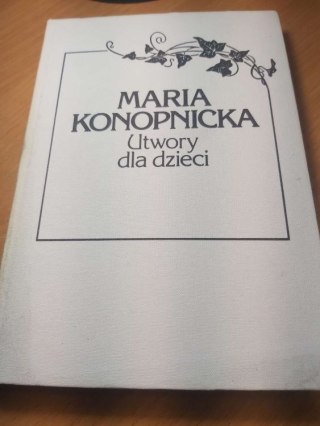 MARIA
KONOPNICKA
Utwory
dla dzieci